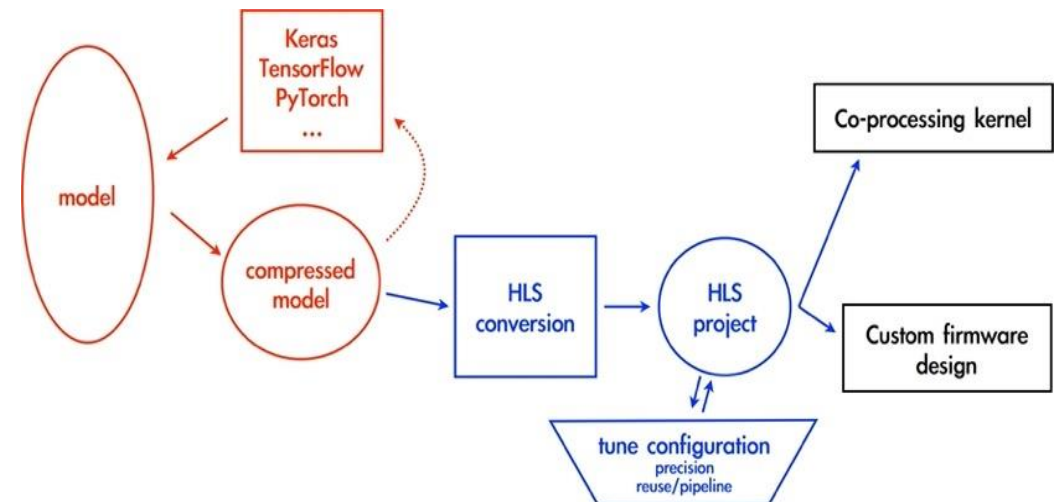 Keras
TensorFlow
PyTorch
...
model
compressed
model
HLS
conversion
HLS
project
tune configuration
precision
reuse/pipeline
Co-processing kernel
Custom firmware
design